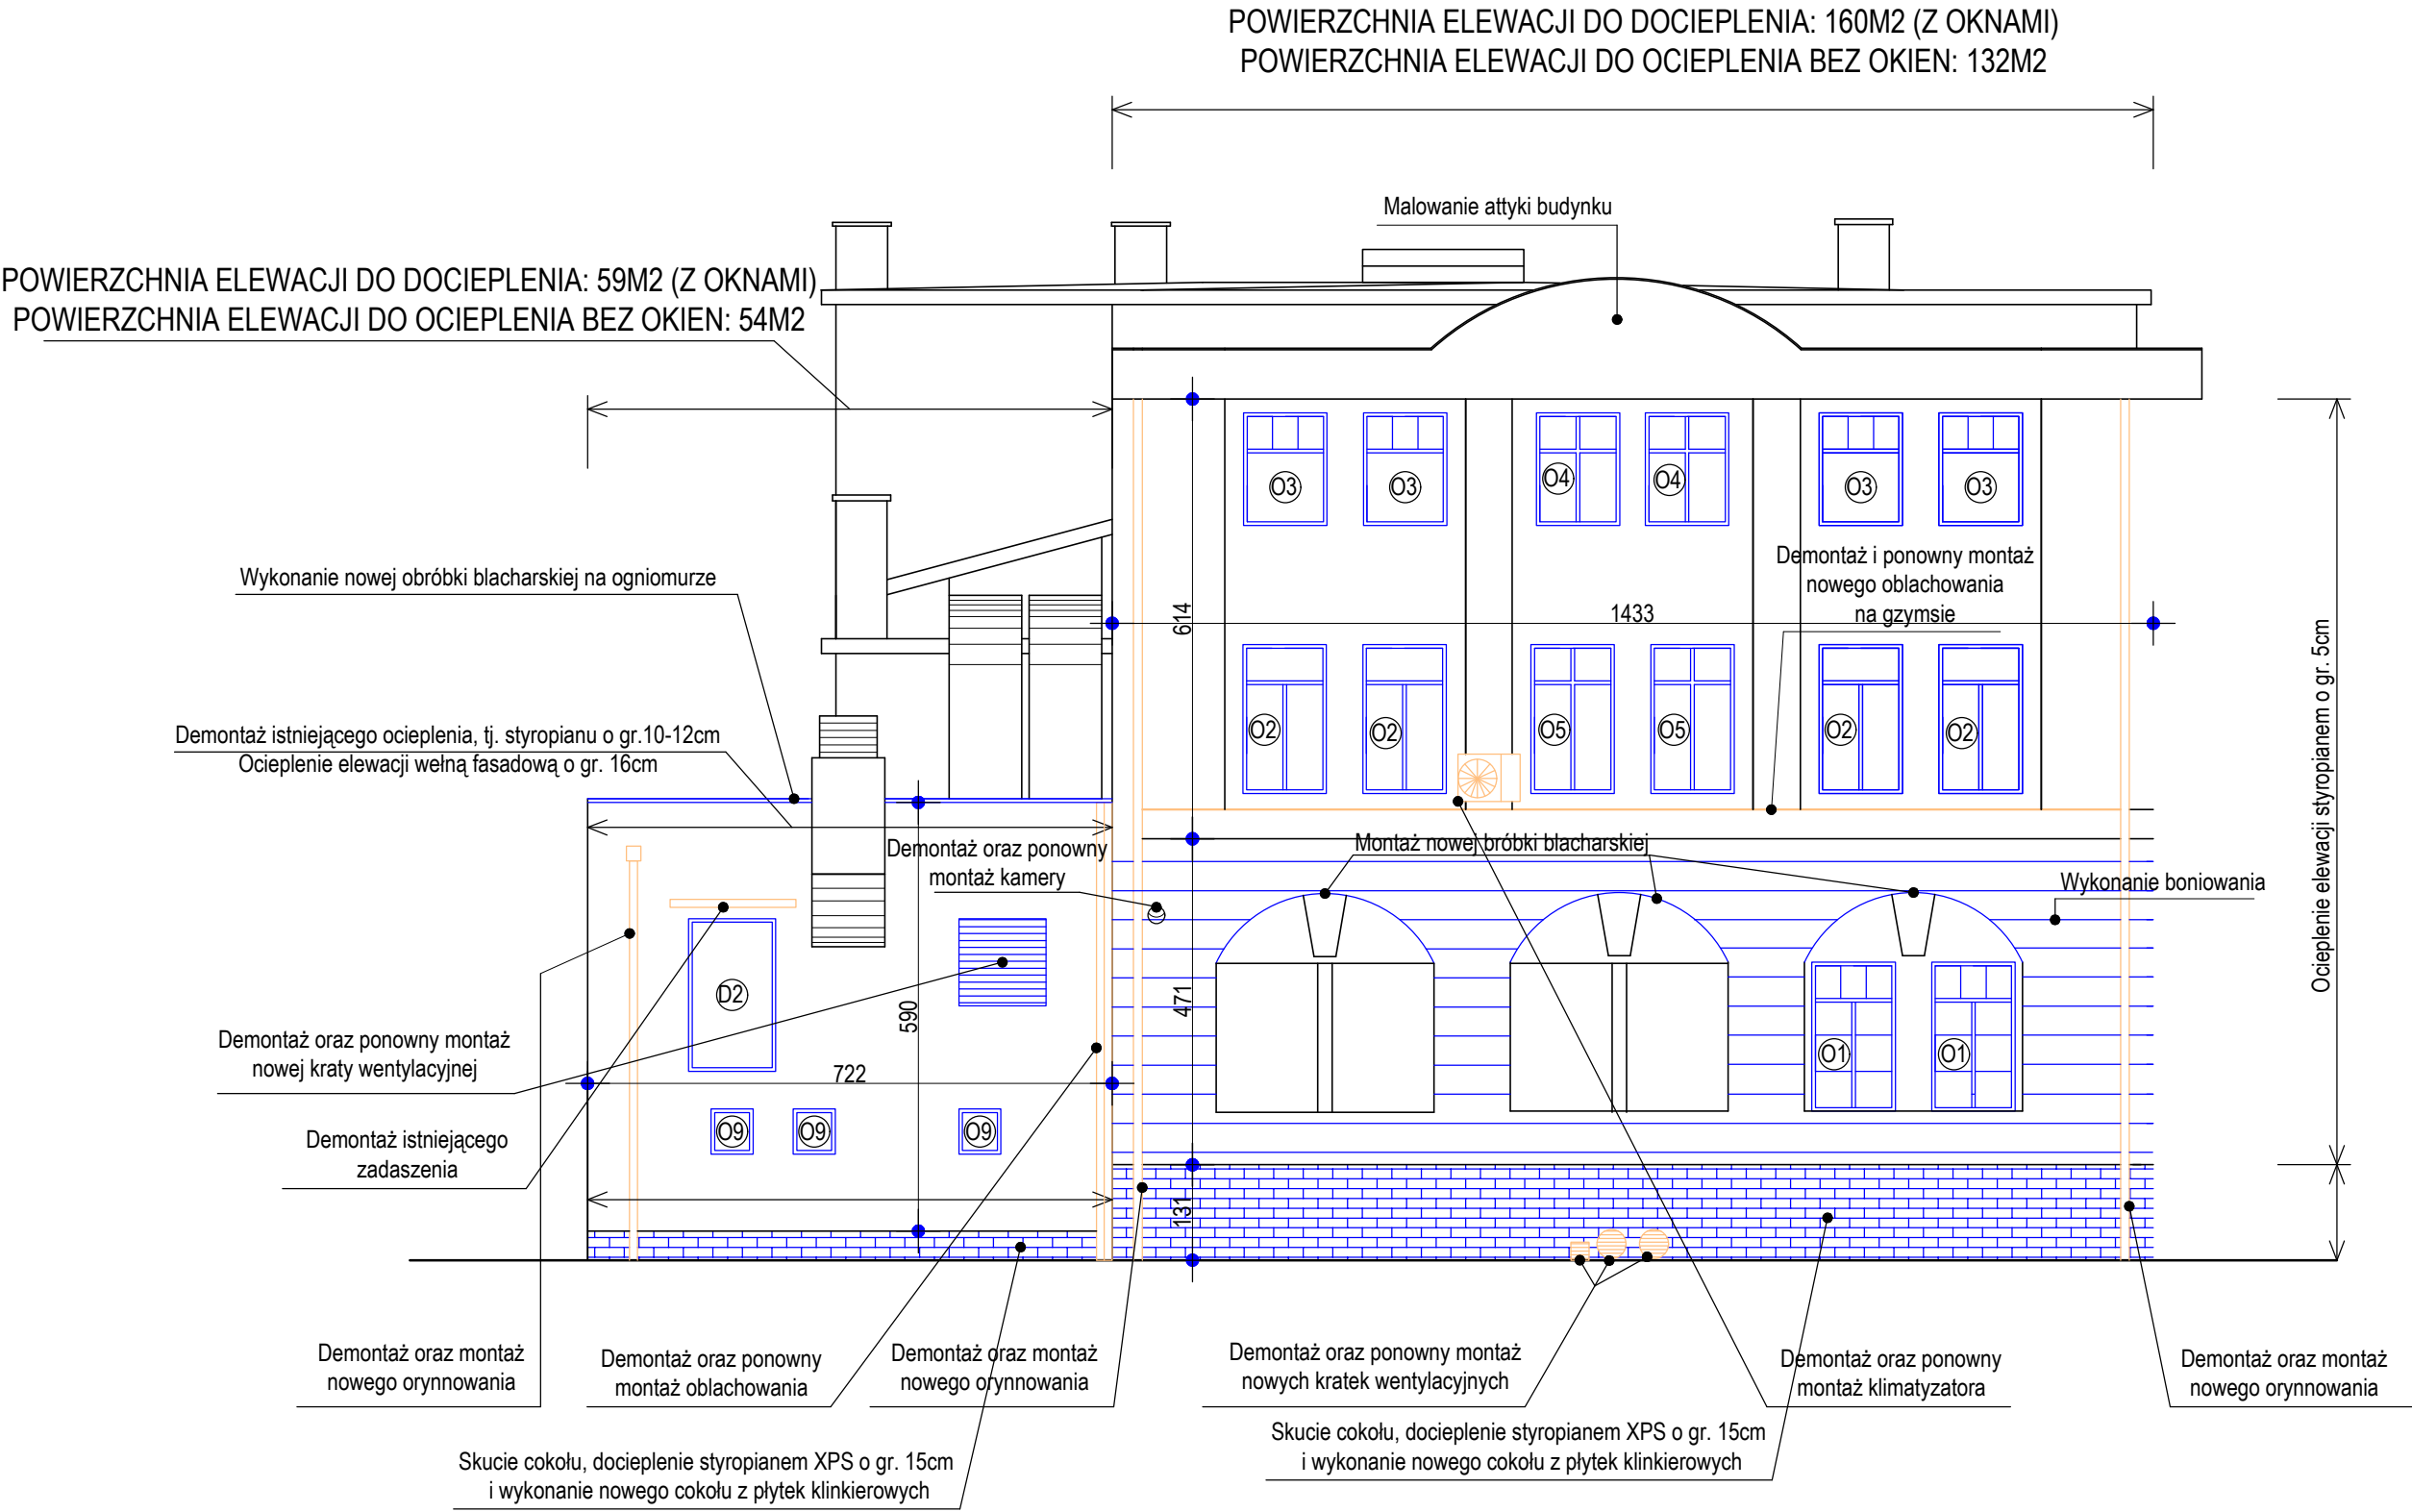 POWIERZCHNIA ELEWACJI DO DOCIEPLENIA: 160M2 (Z OKNAMI)
POWIERZCHNIA ELEWACJI DO OCIEPLENIA BEZ OKIEN: 132M2
Malowanie attyki budynku
POWIERZCHNIA ELEWACJI DO DOCIEPLENIA: 59M2 (Z OKNAMI)
POWIERZCHNIA ELEWACJI DO OCIEPLENIA BEZ OKIEN: 54M2
O3
O3
O4
O4
O3
O3
Wykonanie nowej obróbki blacharskiej na ogniomurze
Demontaż i ponowny montaż
nowego oblachowania
na gzymsie
614
1433
Ocieplenie elewacji styropianem o gr. 5cm
O2
O2
O5
O5
O2
O2
Demontaż istniejącego ocieplenia, tj. styropianu o gr.10-12cm
Ocieplenie elewacji wełną fasadową o gr. 16cm
Demontaż oraz ponowny
montaż kamery
Montaż nowej bróbki blacharskiej
Wykonanie boniowania
D2
590
471
Demontaż oraz ponowny montaż
nowej kraty wentylacyjnej
722
O1
O1
Demontaż istniejącego
zadaszenia
O9
O9
O9
131
Demontaż oraz montaż
nowego orynnowania
Demontaż oraz ponowny
montaż oblachowania
Demontaż oraz montaż
nowego orynnowania
Demontaż oraz ponowny montaż
nowych kratek wentylacyjnych
Demontaż oraz ponowny
montaż klimatyzatora
Demontaż oraz montaż
nowego orynnowania
Skucie cokołu, docieplenie styropianem XPS o gr. 15cm
i wykonanie nowego cokołu z płytek klinkierowych
Skucie cokołu, docieplenie styropianem XPS o gr. 15cm
i wykonanie nowego cokołu z płytek klinkierowych